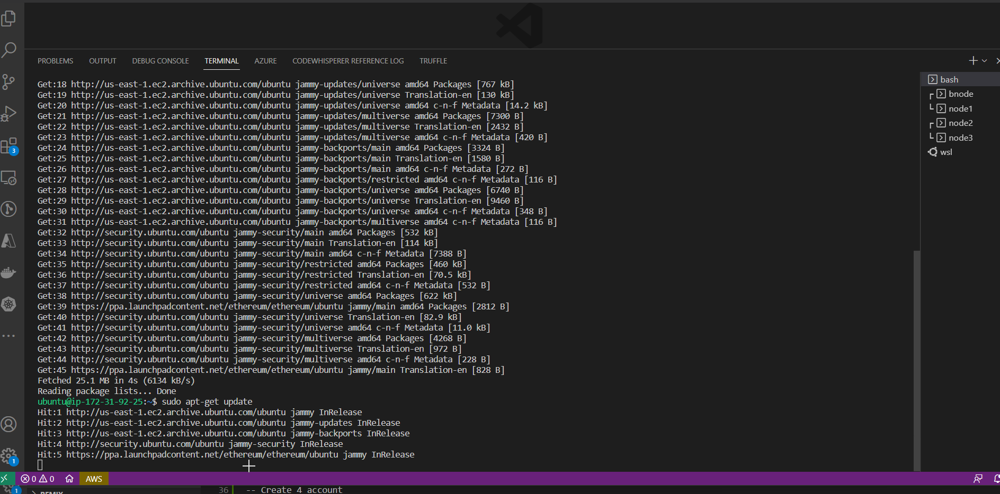 PROBLEMS OUTPUT DEBUG CONSOLE TERMINAL AZURE CODEWHISPERER REFERENCE LOG TRUFFLE
Get:18 http://us-east-1.ec2.archive.ubuntu.com/ubuntu jammy-updates/universe amd64 Packages [767 kB]
Get:19 http://us-east-1.ec2.archive.ubuntu.com/ubuntu jammy-updates/universe Translation-en [130 kB]
Get:20 http://us-east-1.ec2.archive.ubuntu.com/ubuntu jammy-updates/universe amd64 c-n-f Metadata [14.2 kB]
Get:21 http://us-east-1.ec2.archive.ubuntu.com/ubuntu jammy-updates/multiverse amd64 Packages [7300 B]
Get:22 http://us-east-1.ec2.archive.ubuntu.com/ubuntu jammy-updates/multiverse Translation-en [2432 B]
Get:23 http://us-east-1.ec2.archive.ubuntu.com/ubuntu jammy-updates/multiverse amd64 c-n-f Metadata [420 B]
Get:24 http://us-east-1.ec2.archive.ubuntu.com/ubuntu jammy-backports/main amd64 Packages [3324 B]
Get:25 http://us-east-1.ec2.archive.ubuntu.com/ubuntu jammy-backports/main Translation-en [1580 B]
Get:26 http://us-east-1.ec2.archive.ubuntu.com/ubuntu jammy-backports/main amd64 c-n-f Metadata [272 B]
Get:27 http://us-east-1.ec2.archive.ubuntu.com/ubuntu jammy-backports/restricted amd64 c-n-f Metadata [116 B]
Get:28 http://us-east-1.ec2.archive.ubuntu.com/ubuntu jammy-backports/universe amd64 Packages [6740 B]
Get:29 http://us-east-1.ec2.archive.ubuntu.com/ubuntu jammy-backports/universe Translation-en [9460 B]
Get:30 http://us-east-1.ec2.archive.ubuntu.com/ubuntu jammy-backports/universe amd64 c-n-f Metadata [348 B]
Get:31 http://us-east-1.ec2.archive.ubuntu.com/ubuntu jammy-backports/multiverse amd64 c-n-f Metadata [116 B]
Get:32 http://security.ubuntu.com/ubuntu jammy-security/main amd64 Packages [532 kB]
Get:33 http://security.ubuntu.com/ubuntu jammy-security/main Translation-en [114 kB]
Get:34 http://security.ubuntu.com/ubuntu jammy-security/main amd64 c-n-f Metadata [7388 B]
Get:35 http://security.ubuntu.com/ubuntu jammy-security/restricted amd64 Packages [460 kB]
Get:36 http://security.ubuntu.com/ubuntu jammy-security/restricted Translation-en [70.5 kB]
Get:37 http://security.ubuntu.com/ubuntu jammy-security/restricted amd64 c-n-f Metadata [532 B]
Get:38 http://security.ubuntu.com/ubuntu jammy-security/universe amd64 Packages [622 kB]
Get:39 https://ppa.launchpadcontent.net/ethereum/ethereum/ubuntu jammy/main amd64 Packages [2812 B]
Get:40 http://security.ubuntu.com/ubuntu jammy-security/universe Translation-en [82.9 kB]
Get:41 http://security.ubuntu.com/ubuntu jammy-security/universe amd64 c-n-f Metadata [11.0 kB]
Get:42 http://security.ubuntu.com/ubuntu jammy-security/multiverse amd64 Packages [4268 B]
Get:43 http://security.ubuntu.com/ubuntu jammy-security/multiverse Translation-en [972 B]
Get:44 http://security.ubuntu.com/ubuntu jammy-security/multiverse amd64 c-n-f Metadata [228 B]
Get:45 https://ppa.launchpadcontent.net/ethereum/ethereum/ubuntu jammy/main Translation-en [828 B]
Fetched 25.1 MB in 4s (6134 kB/s)
Reading package lists... Done
ubuntu@ip-172-31-92-25:~$ sudo apt-get update
Hit:1 http://us-east-1.ec2.archive.ubuntu.com/ubuntu jammy InRelease
Hit:2 http://us-east-1.ec2.archive.ubuntu.com/ubuntu jammy-updates InRelease
Hit:3 http://us-east-1.ec2.archive.ubuntu.com/ubuntu jammy-backports InRelease
Hit:4 http://security.ubuntu.com/ubuntu jammy-security InRelease
Hit:5 https://ppa.launchpadcontent.net/ethereum/ethereum/ubuntu jammy InRelease
bash
bnode
node1
node2
node3
wsl
3
1
0 0 AWS
1
REMIX
36 -- Create 4 account